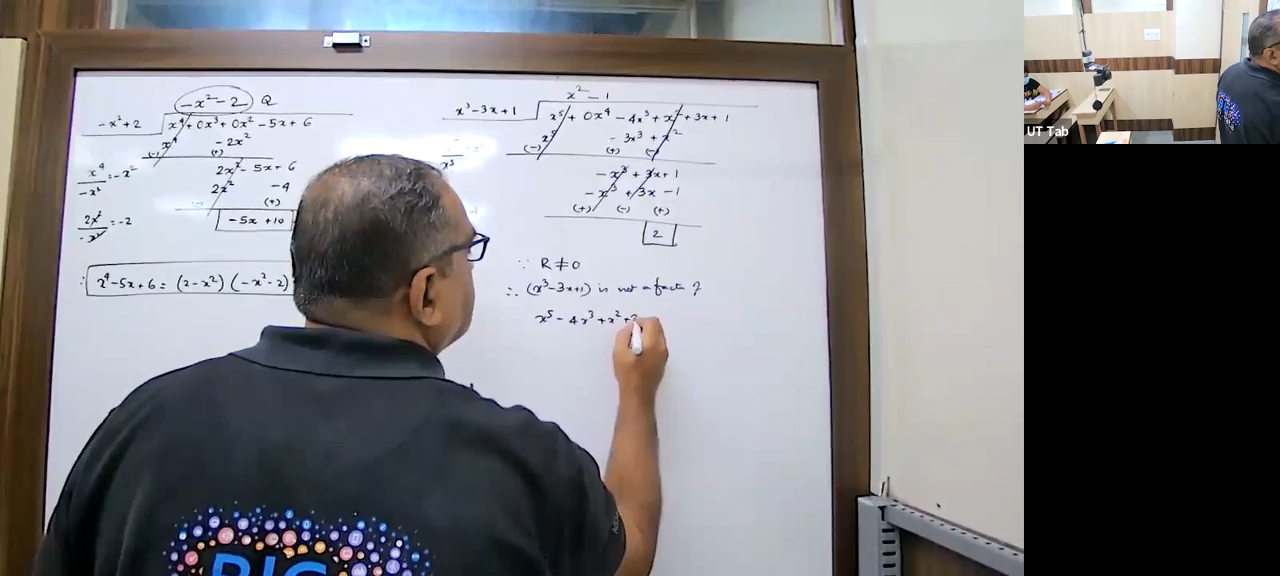 -x²-2 Q
-x²+2
x⁴+0x³+0x²-5x+6
x⁴ -2x²
(-) (+)
x⁴/-x² = -x²
2x²-5x+6
2x² -4
(+)
2x²/-x² = -2
-5x+10
∴ x⁴-5x+6 = (2-x²) (-x²-2)
x²-1
x³-3x+1
x⁵+0x⁴-4x³+x²+3x+1
x⁵ -3x³+x²
(-) (+) (-)
-x³+3x+1
-x³+3x-1
(+) (-) (+)
2
∵ R≠0
∴ (x³-3x+1) is not a factor of
x⁵-4x³+x²+
UT Tab
BIG